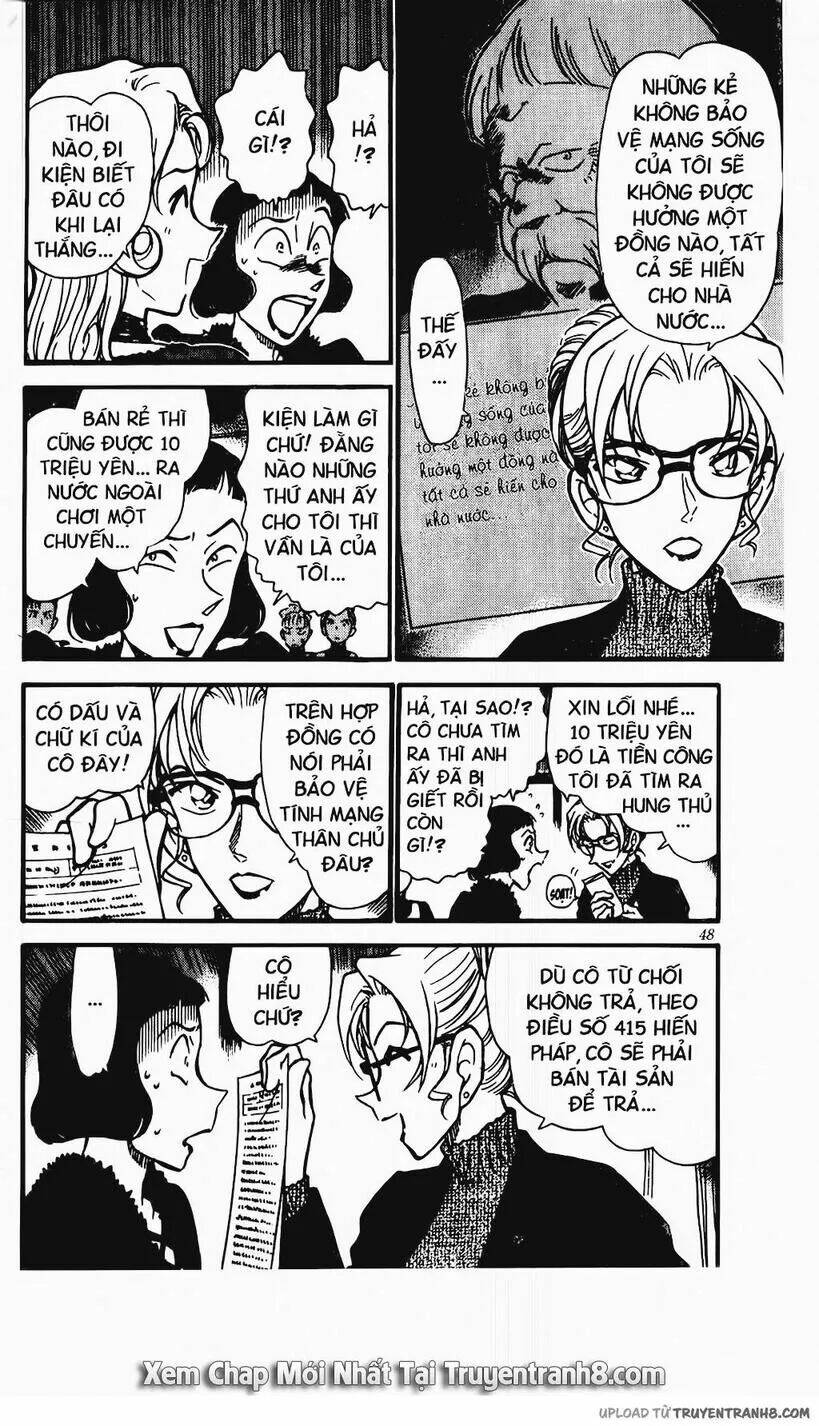 NHỮNG KẺ
KHÔNG BẢO
VỆ MẠNG SỐNG
CỦA TÔI SẼ
KHÔNG ĐƯỢC
HƯỞNG MỘT
ĐỒNG NÀO, TẤT
CẢ SẼ HIẾN
CHO NHÀ
NƯỚC...
THẾ
ĐẤY
...
kẻ không b
sống của
tôi sẽ không được
hưởng một đồng nà
tất cả sẽ hiến cho
nhà nước...
HẢ
!?
CÁI
GÌ!?
THÔI
NÀO, ĐI
KIỆN BIẾT
ĐÂU CÓ
KHI LẠI
THẮNG...
KIỆN LÀM GÌ
CHỨ! ĐẰNG
NÀO NHỮNG
THỨ ANH ẤY
CHO TÔI THÌ
VẪN LÀ CỦA
TÔI...
BÁN RẺ THÌ
CŨNG ĐƯỢC 10
TRIỆU YÊN... RA
NƯỚC NGOÀI
CHƠI MỘT
CHUYẾN...
XIN LỖI NHÉ...
10 TRIỆU YÊN
ĐÓ LÀ TIỀN CÔNG
TÔI ĐÃ TÌM RA
HUNG THỦ
...
HẢ, TẠI SAO!?
CÔ CHƯA TÌM
RA THÌ ANH
ẤY ĐÃ BỊ
GIẾT RỒI
CÒN
GÌ!?
SOẠT!
TRÊN HỢP
ĐỒNG CÓ
NÓI PHẢI
BẢO VỆ
TÍNH MẠNG
THÂN CHỦ
ĐÂU?
CÓ DẤU VÀ
CHỮ KÍ CỦA
CÔ ĐÂY!
48
DÙ CÔ TỪ CHỐI
KHÔNG TRẢ, THEO
ĐIỀU SỐ 415 HIẾN
PHÁP, CÔ SẼ PHẢI
BÁN TÀI SẢN
ĐỂ TRẢ...
CÔ
HIỂU
CHỨ?
...
Xem Chap Mới Nhất Tại Truyentranh8.com
UPLOAD TỪ TRUYENTRANH8.COM